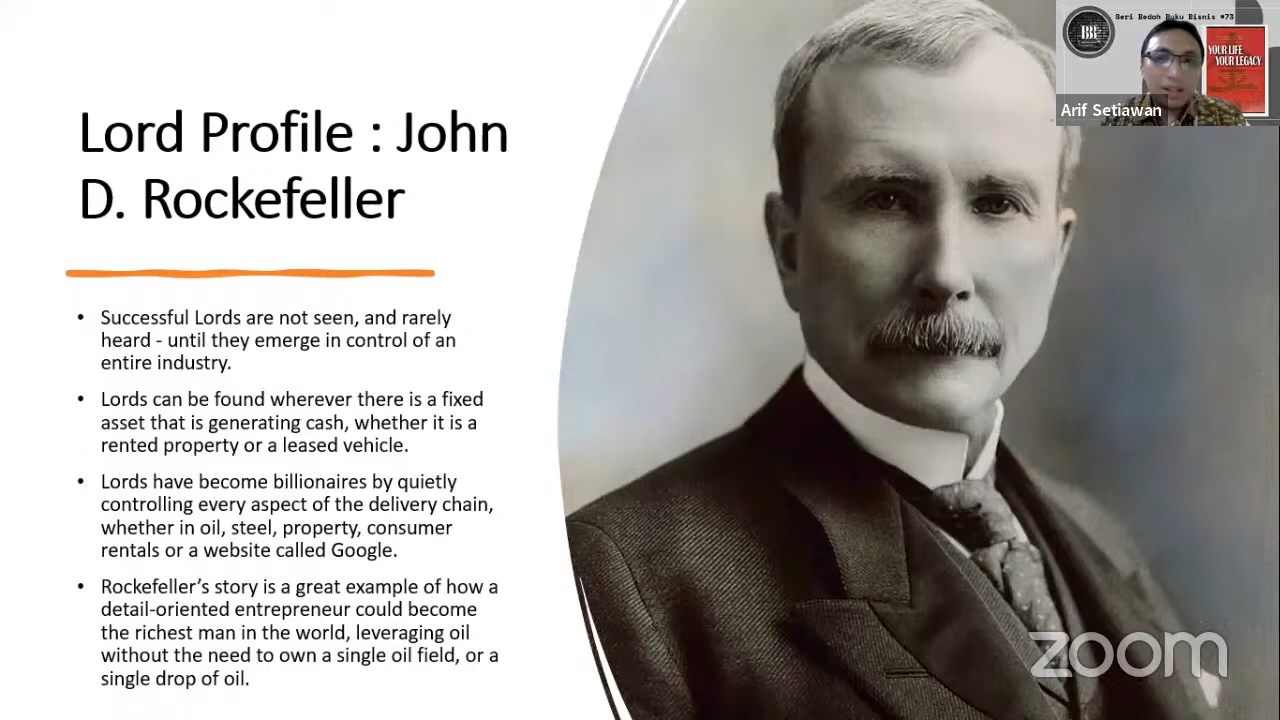 Lord Profile : John
D. Rockefeller
• Successful Lords are not seen, and rarely
heard - until they emerge in control of an
entire industry.
• Lords can be found wherever there is a fixed
asset that is generating cash, whether it is a
rented property or a leased vehicle.
• Lords have become billionaires by quietly
controlling every aspect of the delivery chain,
whether in oil, steel, property, consumer
rentals or a website called Google.
• Rockefeller’s story is a great example of how a
detail-oriented entrepreneur could become
the richest man in the world, leveraging oil
without the need to own a single oil field, or a
single drop of oil.
Seri Bedah Buku Bisnis #73
BB
YOUR LIFE
YOUR LEGACY
Arif Setiawan
zoom